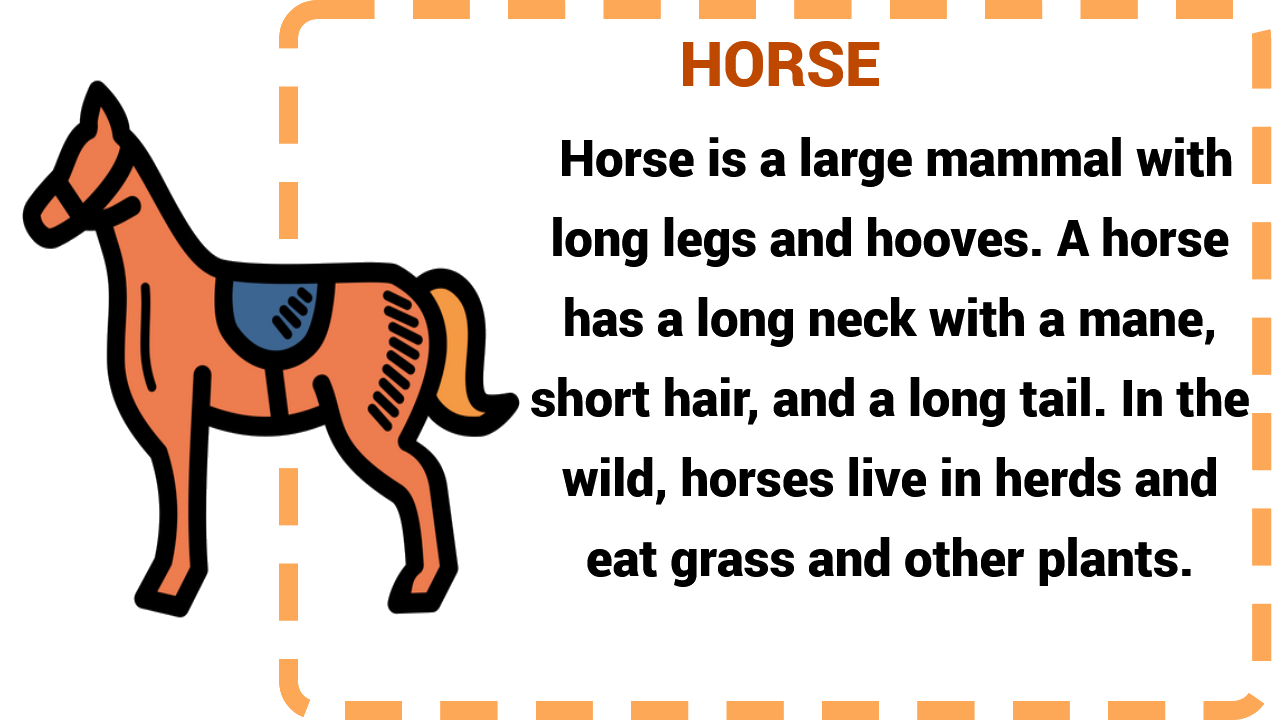 HORSE
Horse is a large mammal with
long legs and hooves. A horse
has a long neck with a mane,
short hair, and a long tail. In the
wild, horses live in herds and
eat grass and other plants.